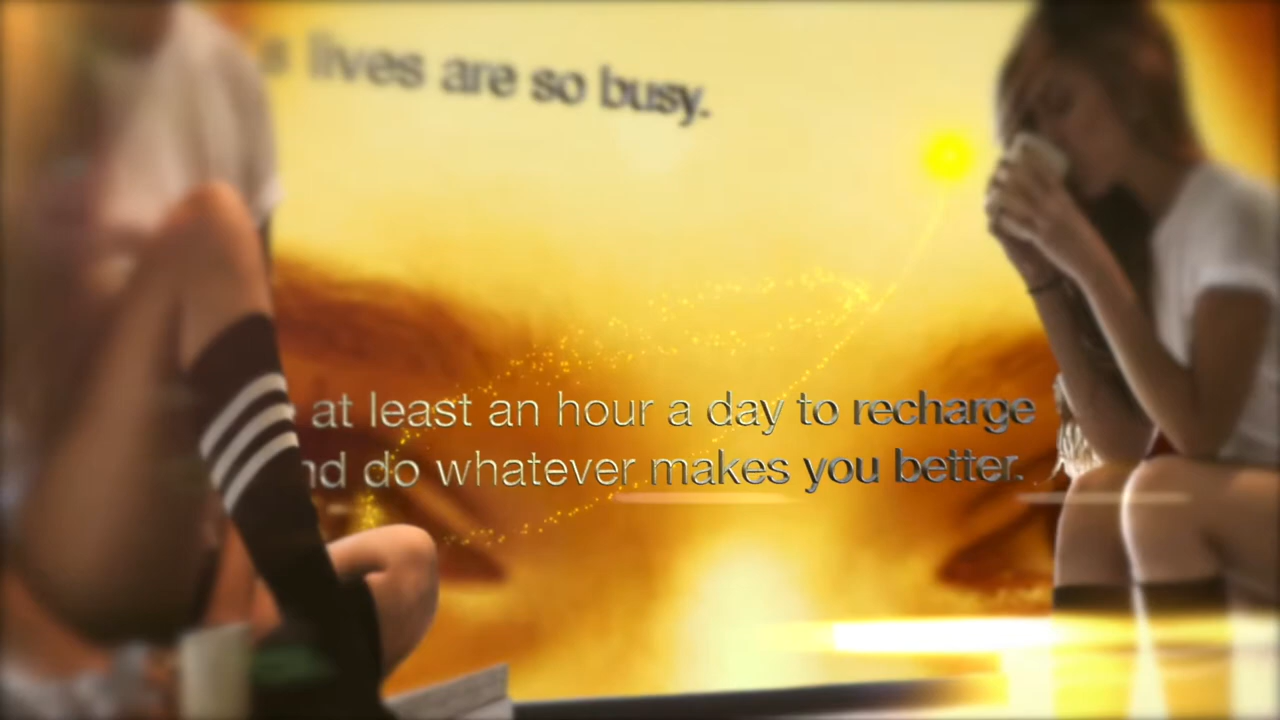 lives are so busy.
at least an hour a day to recharge
do whatever makes you better.